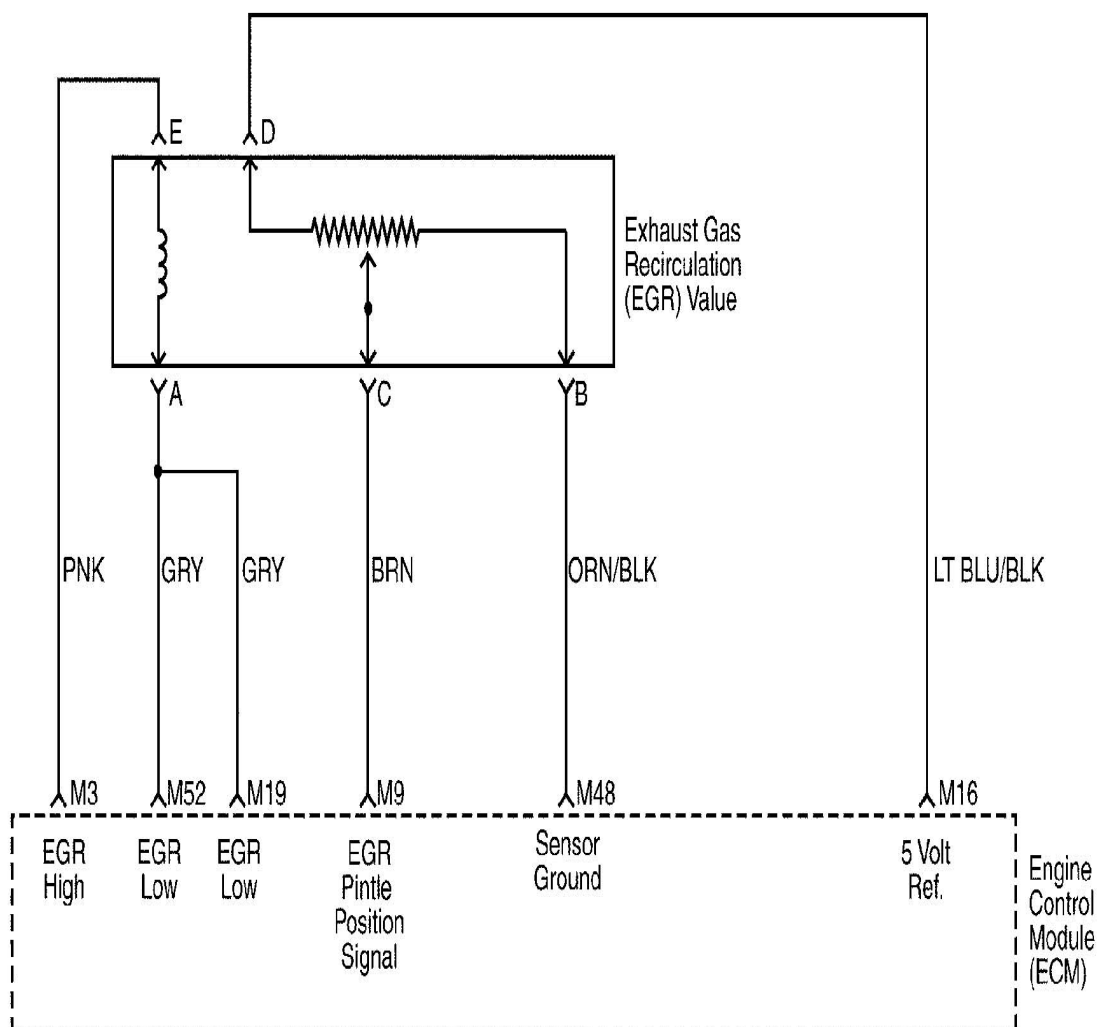 E
D
Exhaust Gas
Recirculation
(EGR) Value
A
C
B
PNK
GRY
GRY
BRN
ORN/BLK
LT BLU/BLK
M3
M52
M19
M9
M48
M16
EGR
High
EGR
Low
EGR
Low
EGR
Pintle
Position
Signal
Sensor
Ground
5 Volt
Ref.
Engine
Control
Module
(ECM)